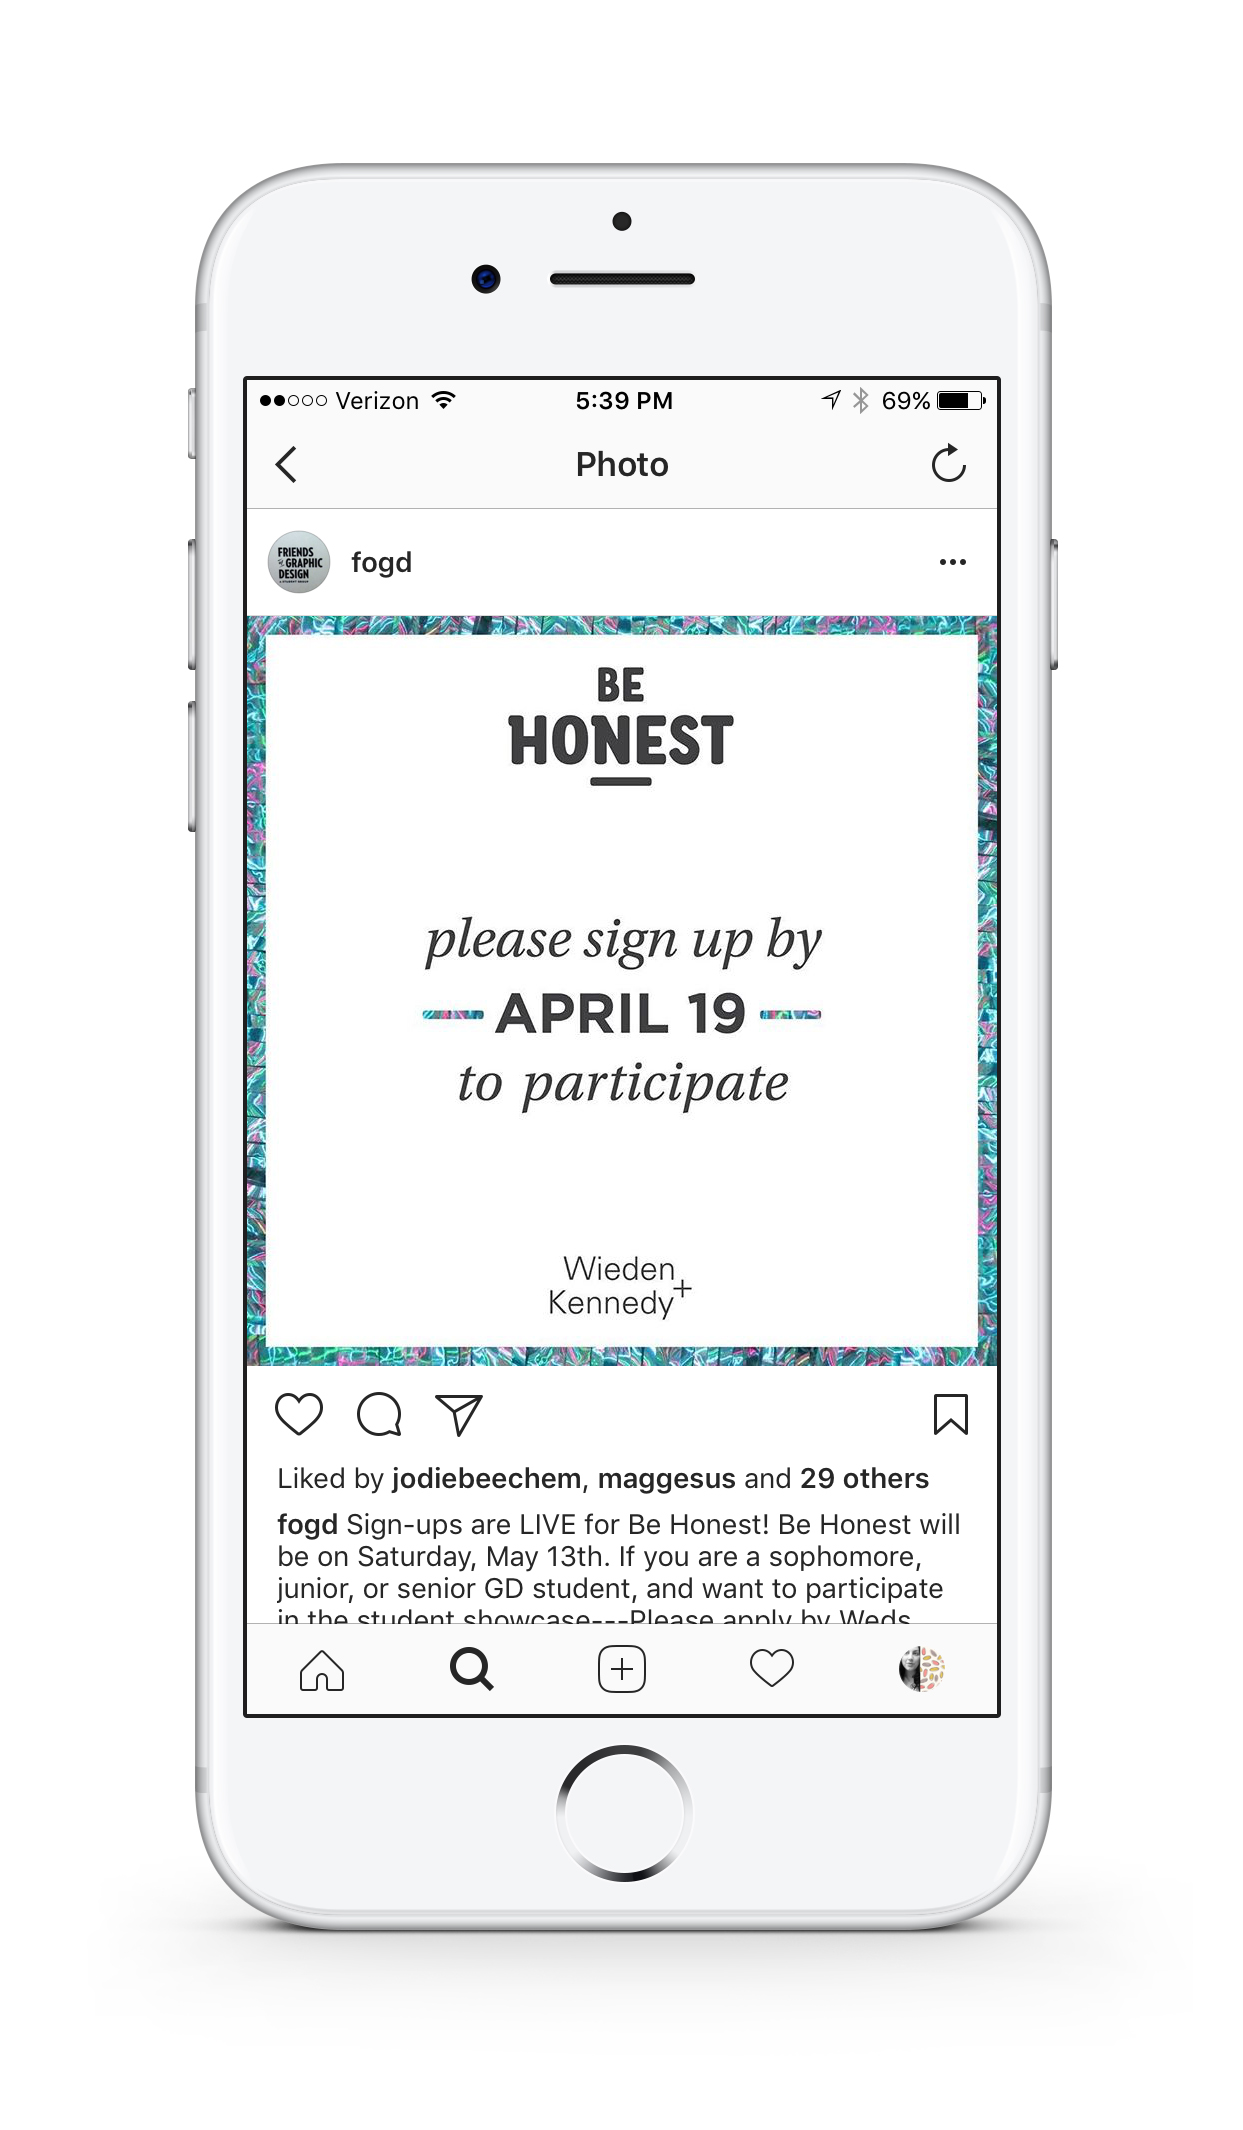 Verizon 5:39 PM 69%
Photo
FRIENDS
of GRAPHIC
DESIGN
fogd
BE
HONEST
please sign up by
APRIL 19
to participate
Wieden
Kennedy+
Liked by jodiebeechem, maggesus and 29 others
fogd Sign-ups are LIVE for Be Honest! Be Honest will
be on Saturday, May 13th. If you are a sophomore,
junior, or senior GD student, and want to participate
in the student showcase---Please apply by Weds